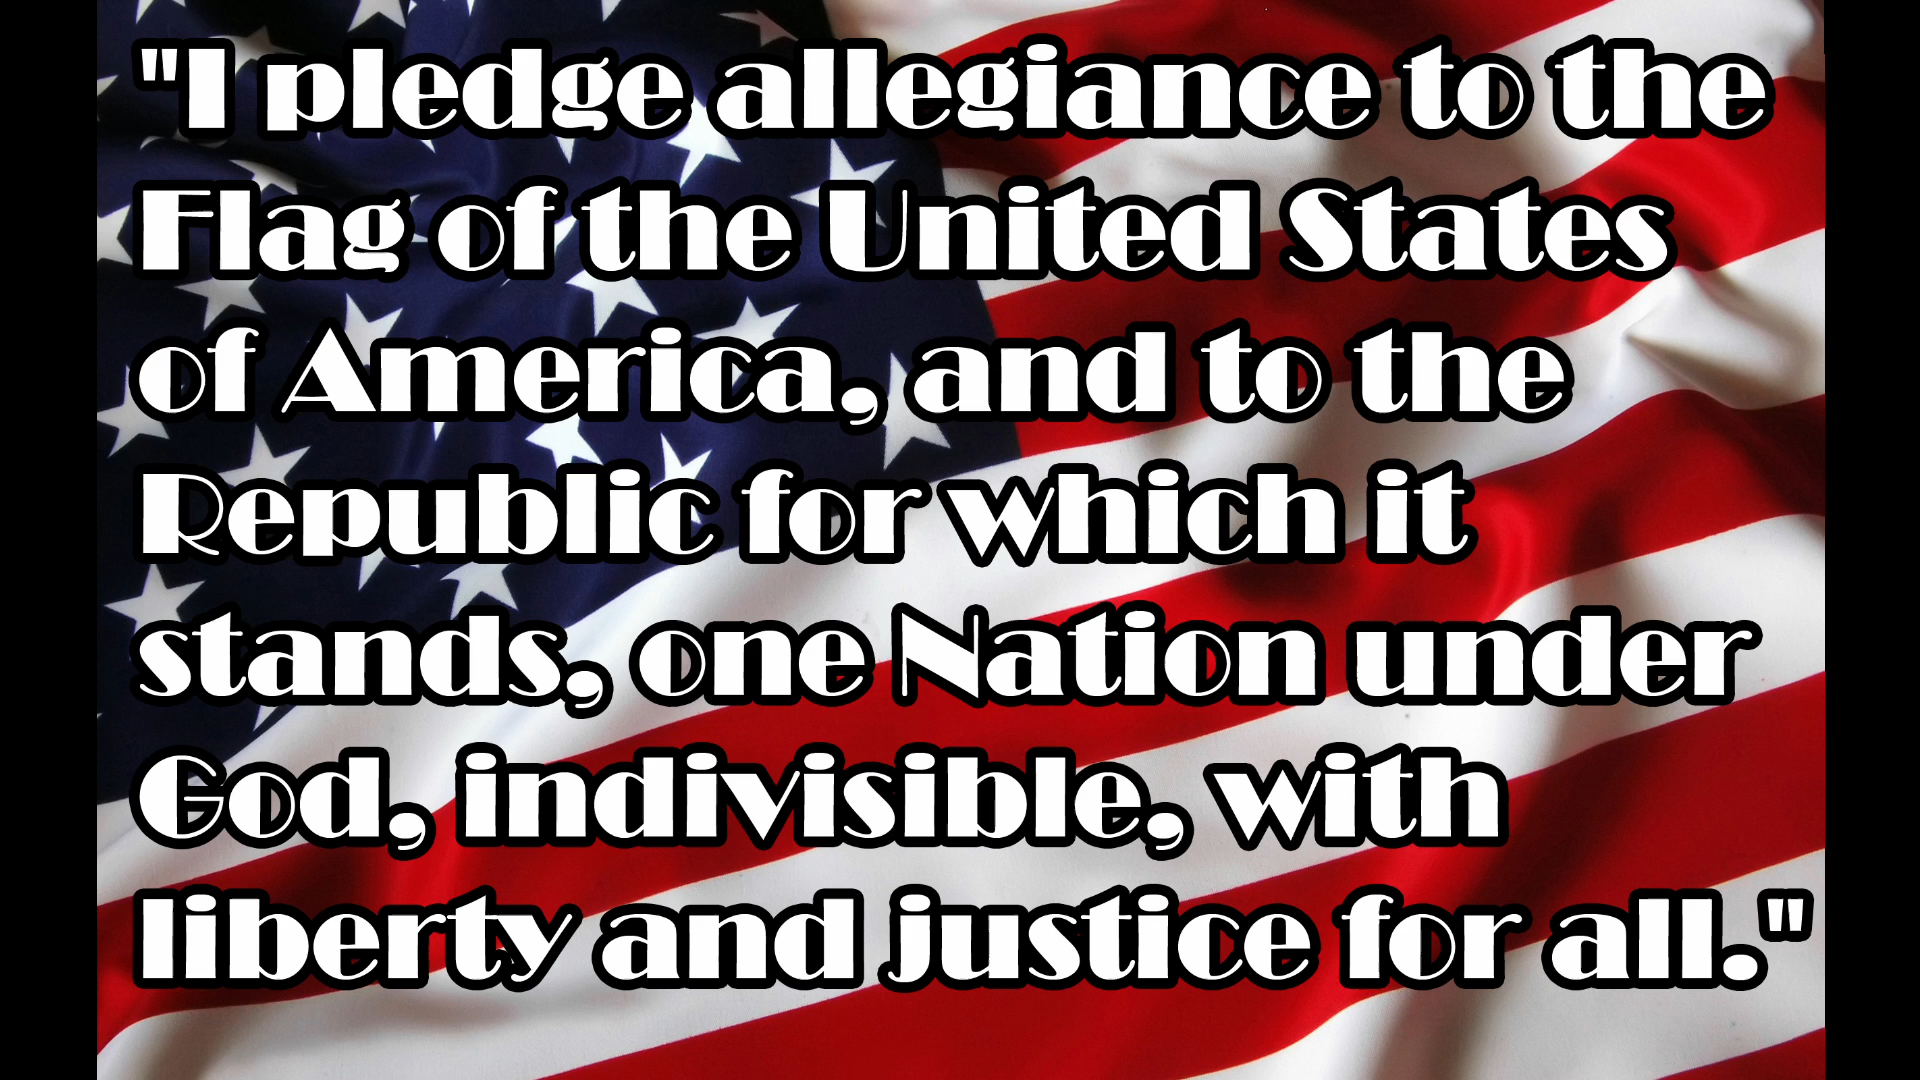 "I pledge allegiance to the
Flag of the United States
of America, and to the
Republic for which it
stands, one Nation under
God, indivisible, with
liberty and justice for all."